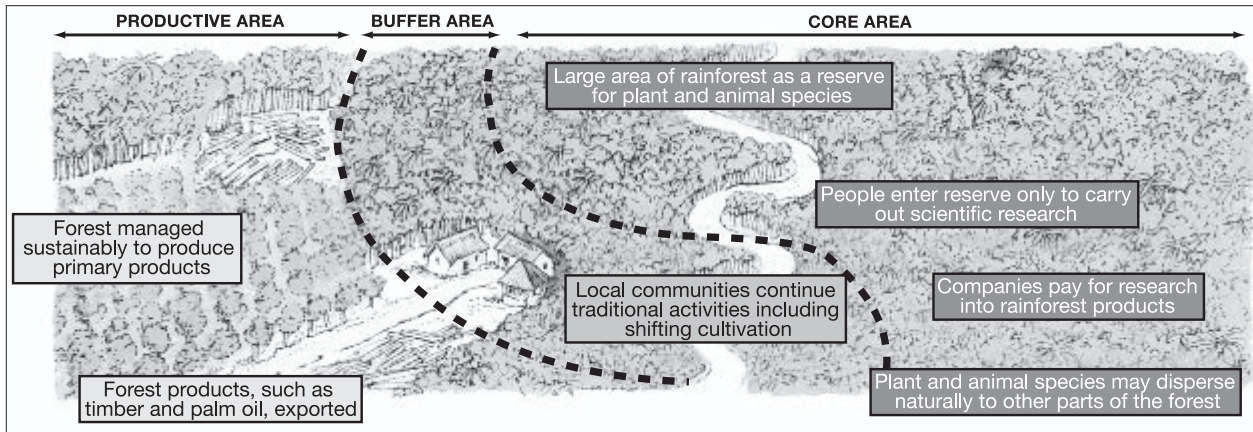 PRODUCTIVE AREA
BUFFER AREA
CORE AREA
Large area of rainforest as a reserve
for plant and animal species
People enter reserve only to carry
out scientific research
Forest managed
sustainably to produce
primary products
Local communities continue
traditional activities including
shifting cultivation
Companies pay for research
into rainforest products
Forest products, such as
timber and palm oil, exported
Plant and animal species may disperse
naturally to other parts of the forest